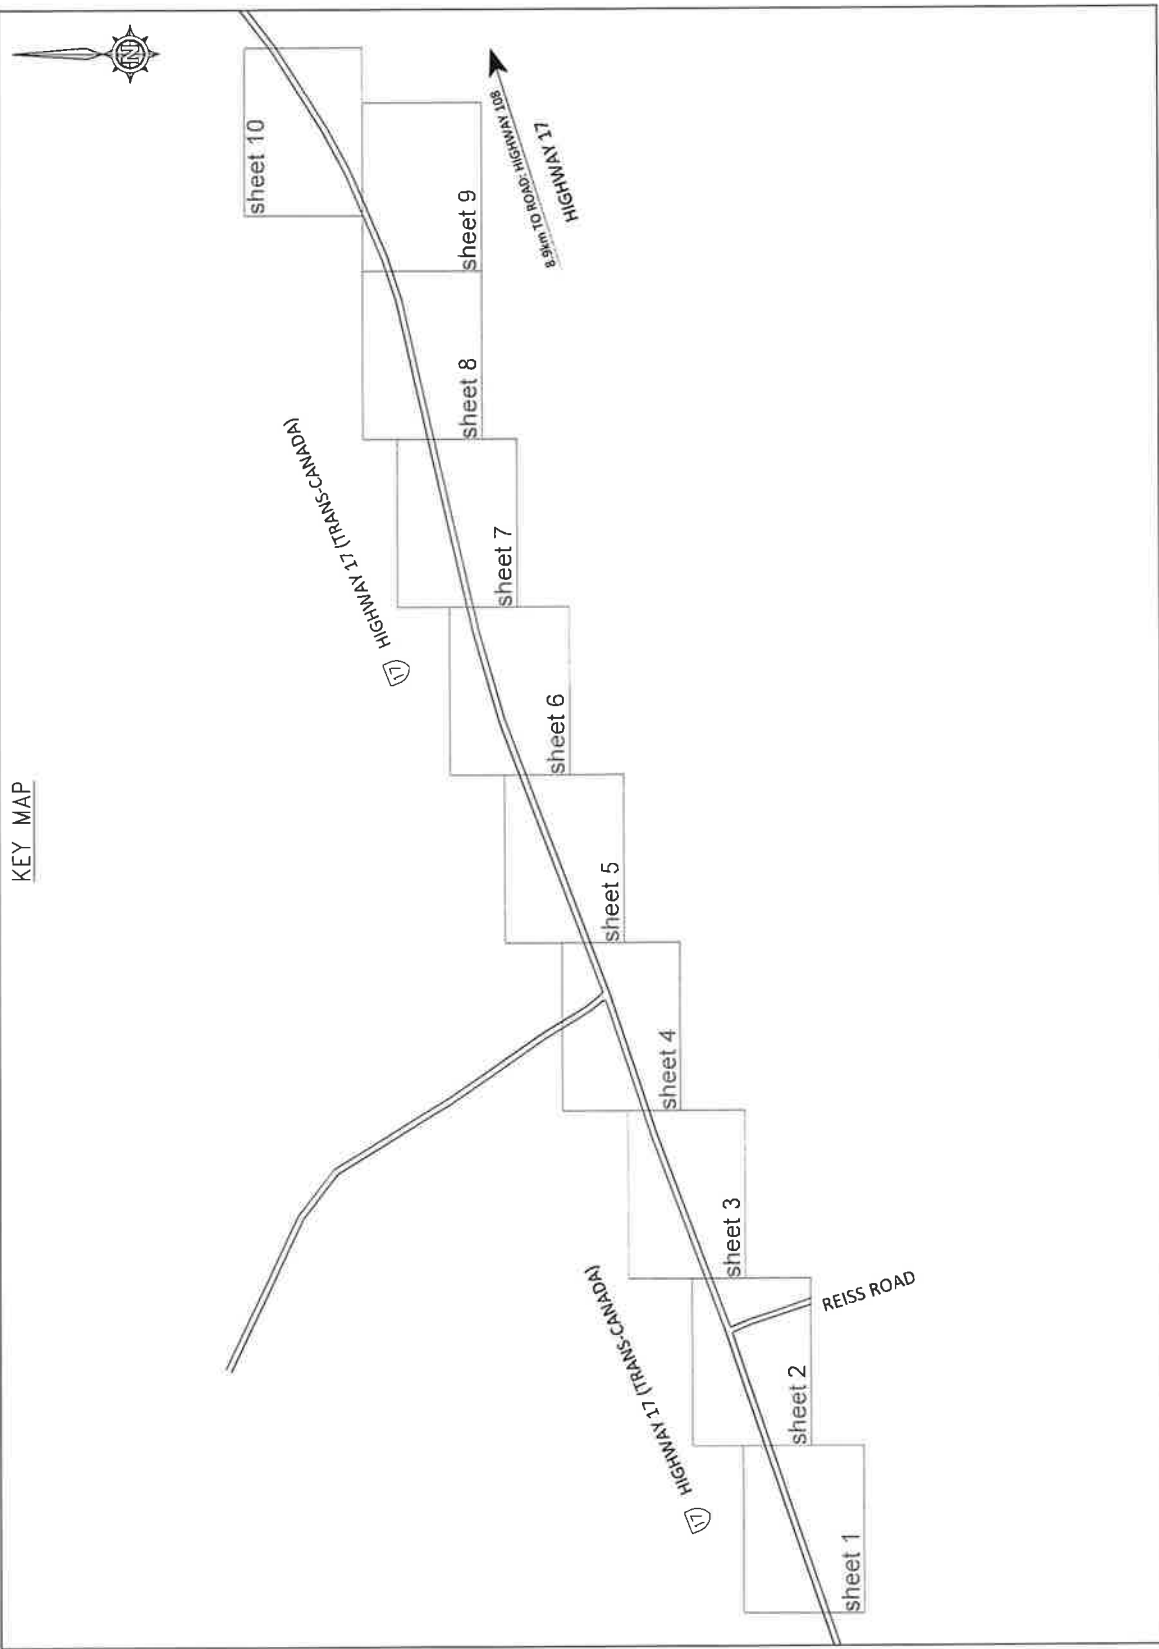 KEY MAP
N
sheet 10
sheet 9
8.9km TO ROAD: HIGHWAY 108
HIGHWAY 17
sheet 8
17 HIGHWAY 17 (TRANS-CANADA)
sheet 7
sheet 6
sheet 5
sheet 4
sheet 3
17 HIGHWAY 17 (TRANS-CANADA)
REISS ROAD
sheet 2
sheet 1